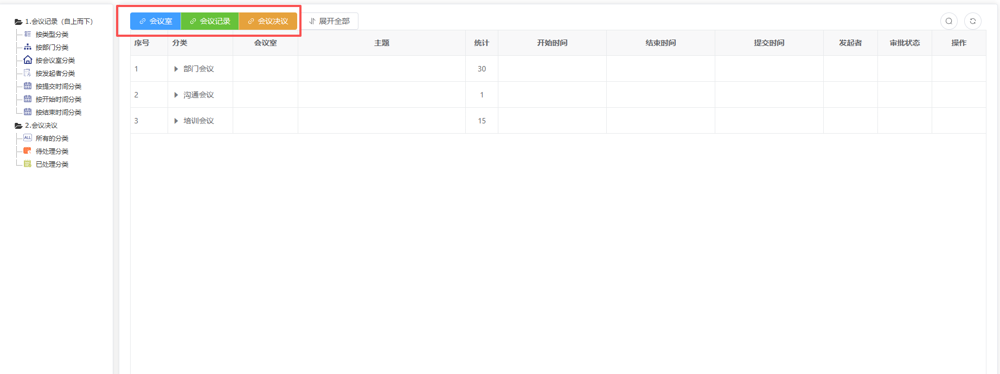 1.会议记录（自上而下）
按类型分类
按部门分类
按会议室分类
按发起者分类
按提交时间分类
按开始时间分类
按结束时间分类
2.会议决议
ALL 所有的分类
待处理分类
已处理分类
会议室 会议记录 会议决议 展开全部
序号 分类 会议室 主题 统计 开始时间 结束时间 提交时间 发起者 审批状态 操作
1 部门会议 30
2 沟通会议 1
3 培训会议 15